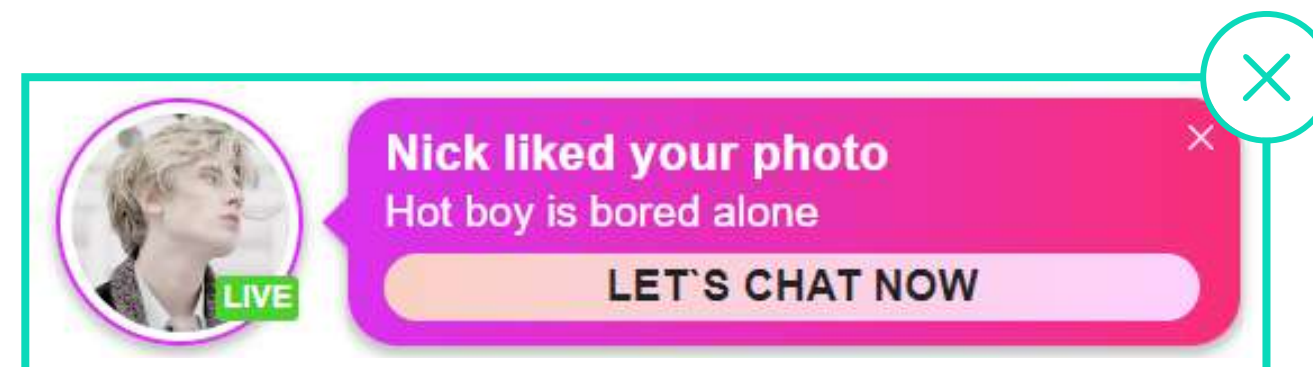 Nick liked your photo
Hot boy is bored alone
LIVE
LET`S CHAT NOW